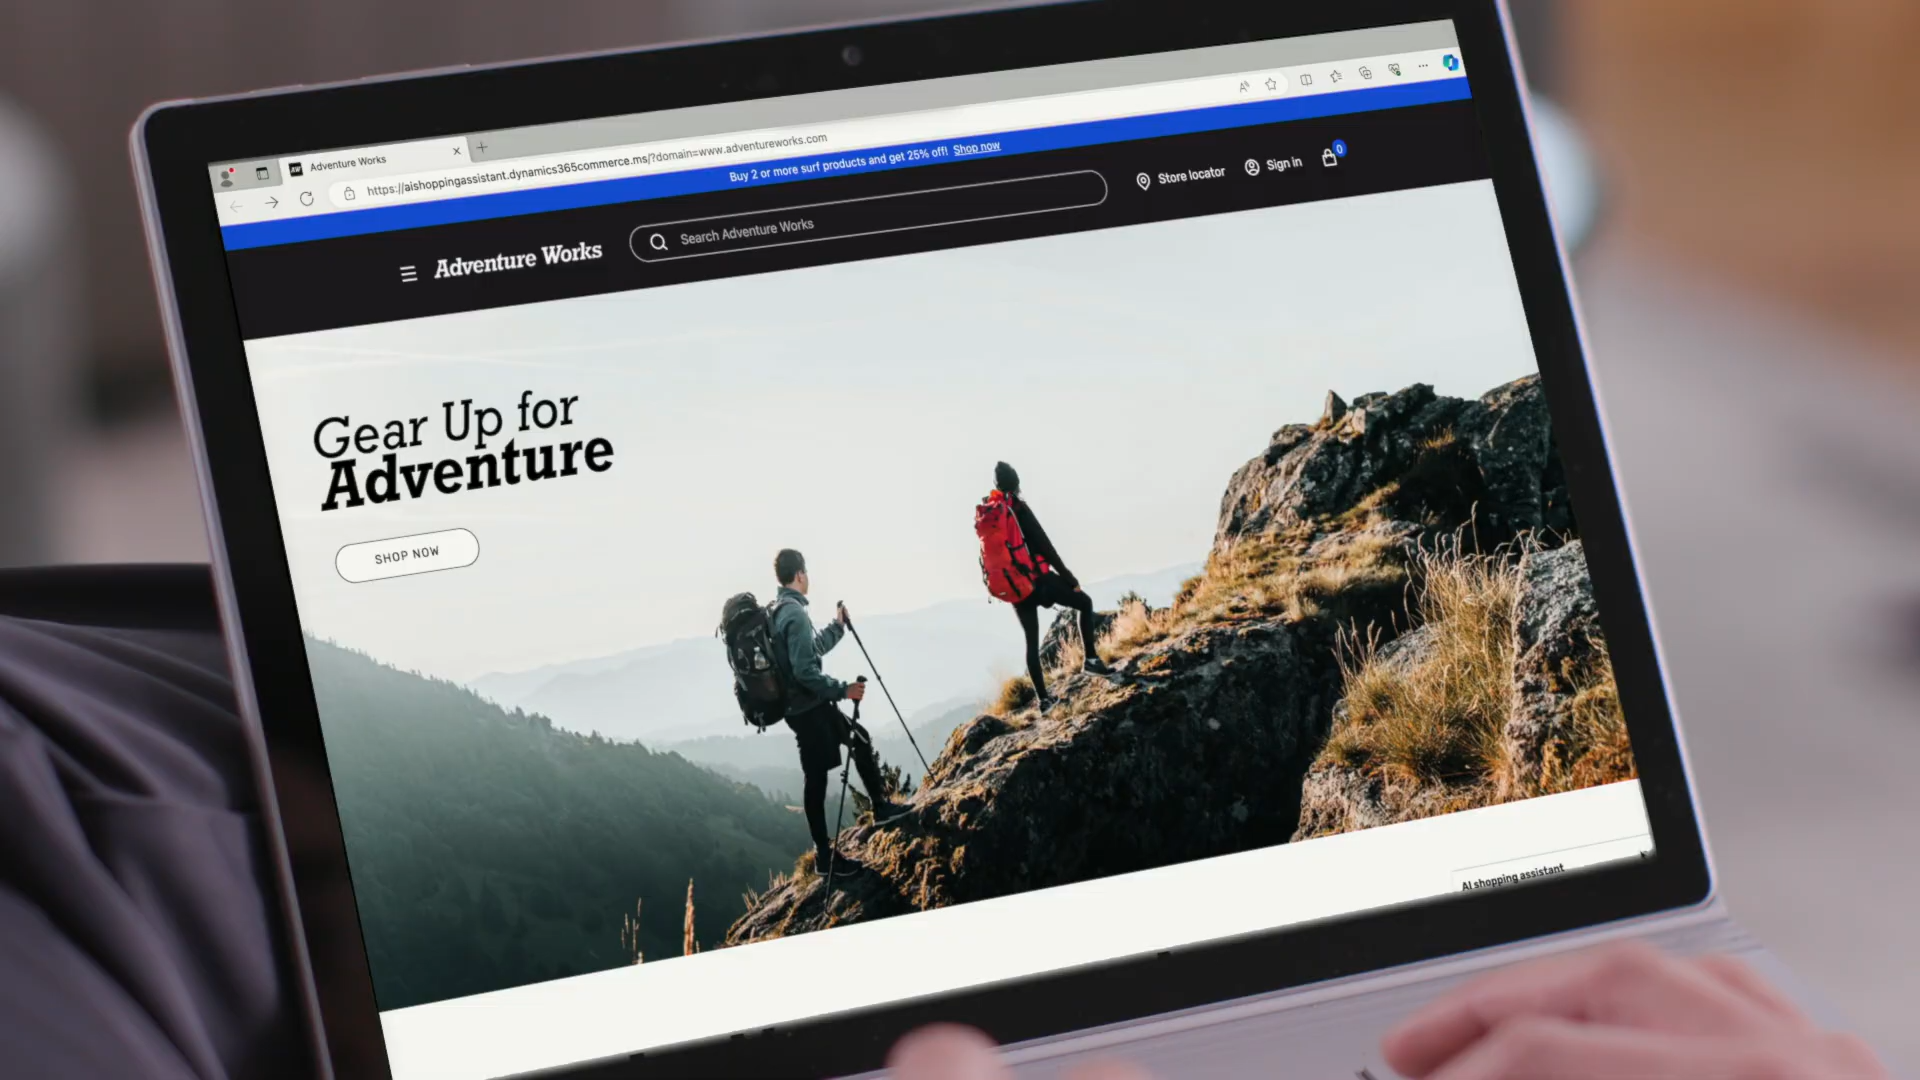 Adventure Works
https://aishoppingassistant.dynamics365commerce.ms/?domain=www.adventureworks.com
Buy 2 or more surf products and get 25% off! Shop now
Adventure Works
Search Adventure Works
Store locator
Sign in
0
Gear Up for
Adventure
SHOP NOW
AI shopping assistant